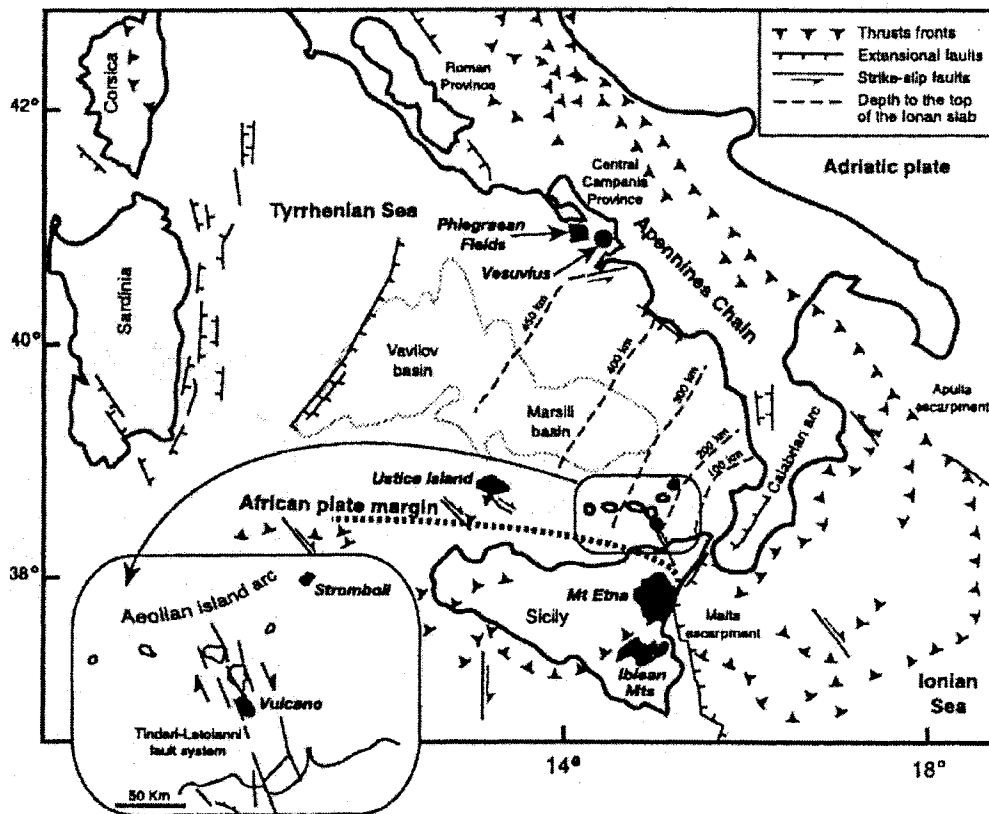 Thrusts fronts
Extensional faults
Strike-slip faults
Depth to the top
of the Ionan slab
Corsica
Roman
Province
42°
Central
Campania
Province
Adriatic plate
Tyrrhenian Sea
Phlegraean
Fields
Vesuvius
Apennines Chain
Sardinia
450 km
400 km
300 km
200 km
100 km
40°
Vavilov
basin
Marsili
basin
Apulia
escarpment
Calabrian arc
Ustica Island
African plate margin
38°
Stromboli
Aeolian island arc
Mt Etna
Sicily
Malta
escarpment
Iblean
Mts
Ionian
Sea
Vulcano
Tindari-Letoianni
fault system
50 Km
14°
18°